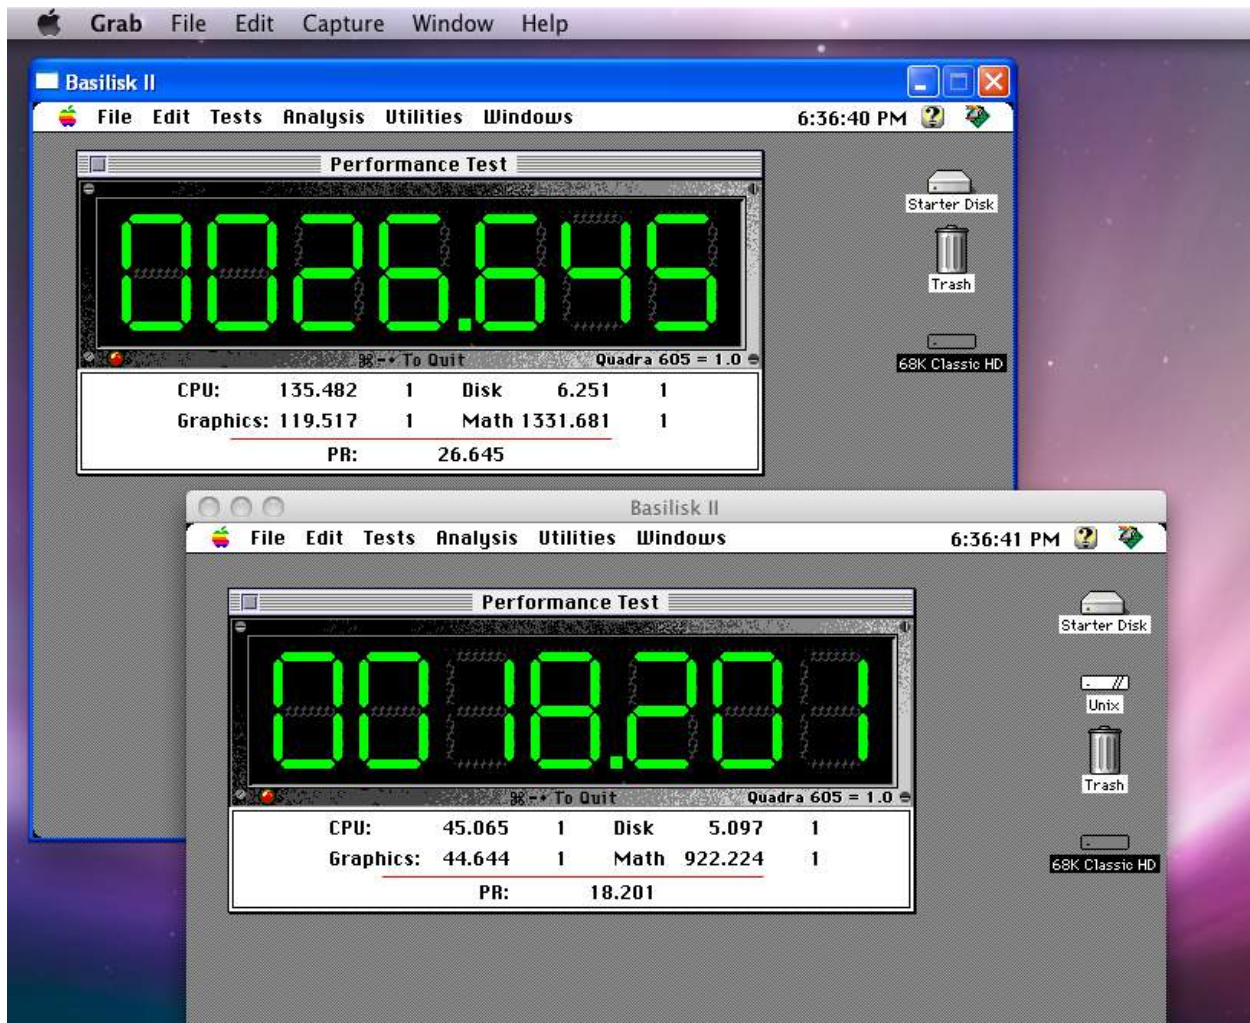 Grab File Edit Capture Window Help
Basilisk II
File Edit Tests Analysis Utilities Windows 6:36:40 PM
Performance Test
0026.645
⌘-. To Quit Quadra 605 = 1.0
CPU: 135.482 1 Disk 6.251 1
Graphics: 119.517 1 Math 1331.681 1
PR: 26.645
Starter Disk
Trash
68K Classic HD
Basilisk II
File Edit Tests Analysis Utilities Windows 6:36:41 PM
Performance Test
0018.201
⌘-. To Quit Quadra 605 = 1.0
CPU: 45.065 1 Disk 5.097 1
Graphics: 44.644 1 Math 922.224 1
PR: 18.201
Starter Disk
Unix
Trash
68K Classic HD